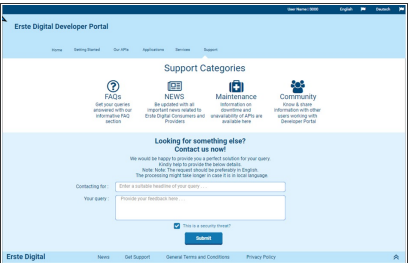 User Name / 0000
English
Deutsch
Erste Digital Developer Portal
Home Getting Started Our APIs Applications Services Support
Support Categories
FAQs
Get your queries
answered with our
informative FAQ
section
NEWS
Be updated with all
important news related to
Erste Digital Consumers and
Providers
Maintenance
Information on
downtime and
unavailability of APIs are
available here
Community
Know & share
information with other
users working with
Developer Portal
Looking for something else?
Contact us now!
We would be happy to provide you a perfect solution for your query.
Kindly help to provide the below details.
Note: Note: The request should be preferably in English.
The processing might take longer in case it is in local language.
Contacting for : Enter a suitable headline of your query . . .
Your query : Provide your feedback here . . .
This is a security threat?
Submit
Erste Digital News Get Support General Terms and Conditions Privacy Policy